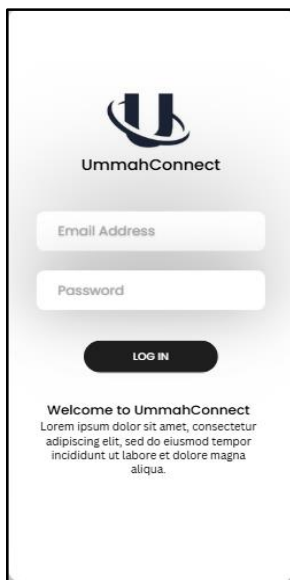 U
UmmahConnect
Email Address
Password
LOG IN
Welcome to UmmahConnect
Lorem ipsum dolor sit amet, consectetur
adipiscing elit, sed do eiusmod tempor
incididunt ut labore et dolore magna
aliqua.